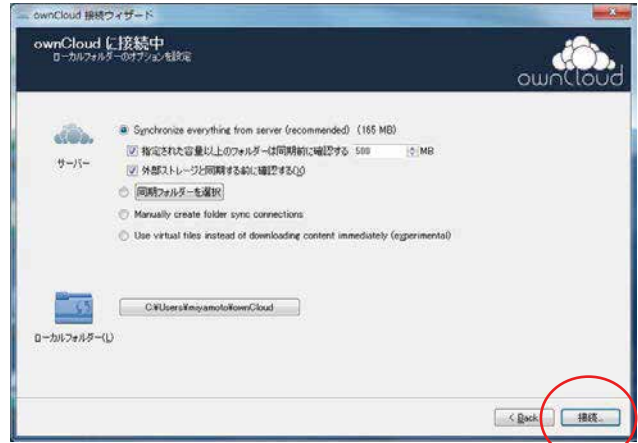 ownCloud 接続ウィザード
ownCloud に接続中
ローカルフォルダーのオプションを設定
ownCloud
サーバー
Synchronize everything from server (recommended) (165 MB)
指定された容量以上のフォルダーは同期前に確認する 500 MB
外部ストレージと同期する前に確認する(X)
同期フォルダーを選択
Manually create folder sync connections
Use virtual files instead of downloading content immediately (experimental)
ローカルフォルダー(L)
C:¥Users¥miyamoto¥ownCloud
< Back
接続...